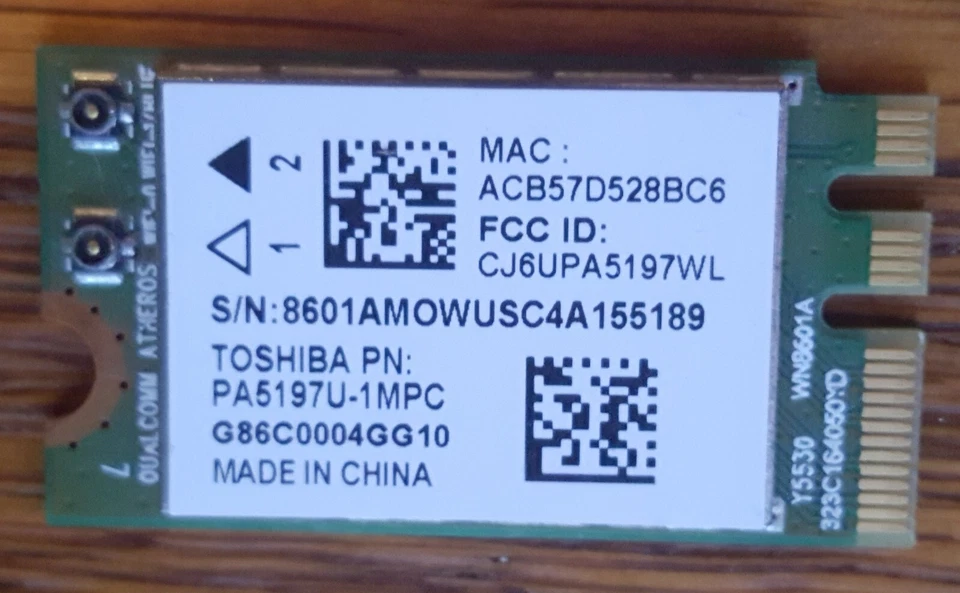 2
1
MAC :
ACB57D528BC6
FCC ID:
CJ6UPA5197WL
S/N:8601AMOWUSC4A155189
TOSHIBA PN:
PA5197U-1MPC
G86C0004GG10
MADE IN CHINA
QUALCOMM ATHEROS
WN8601A
Y5530
323C164050YD